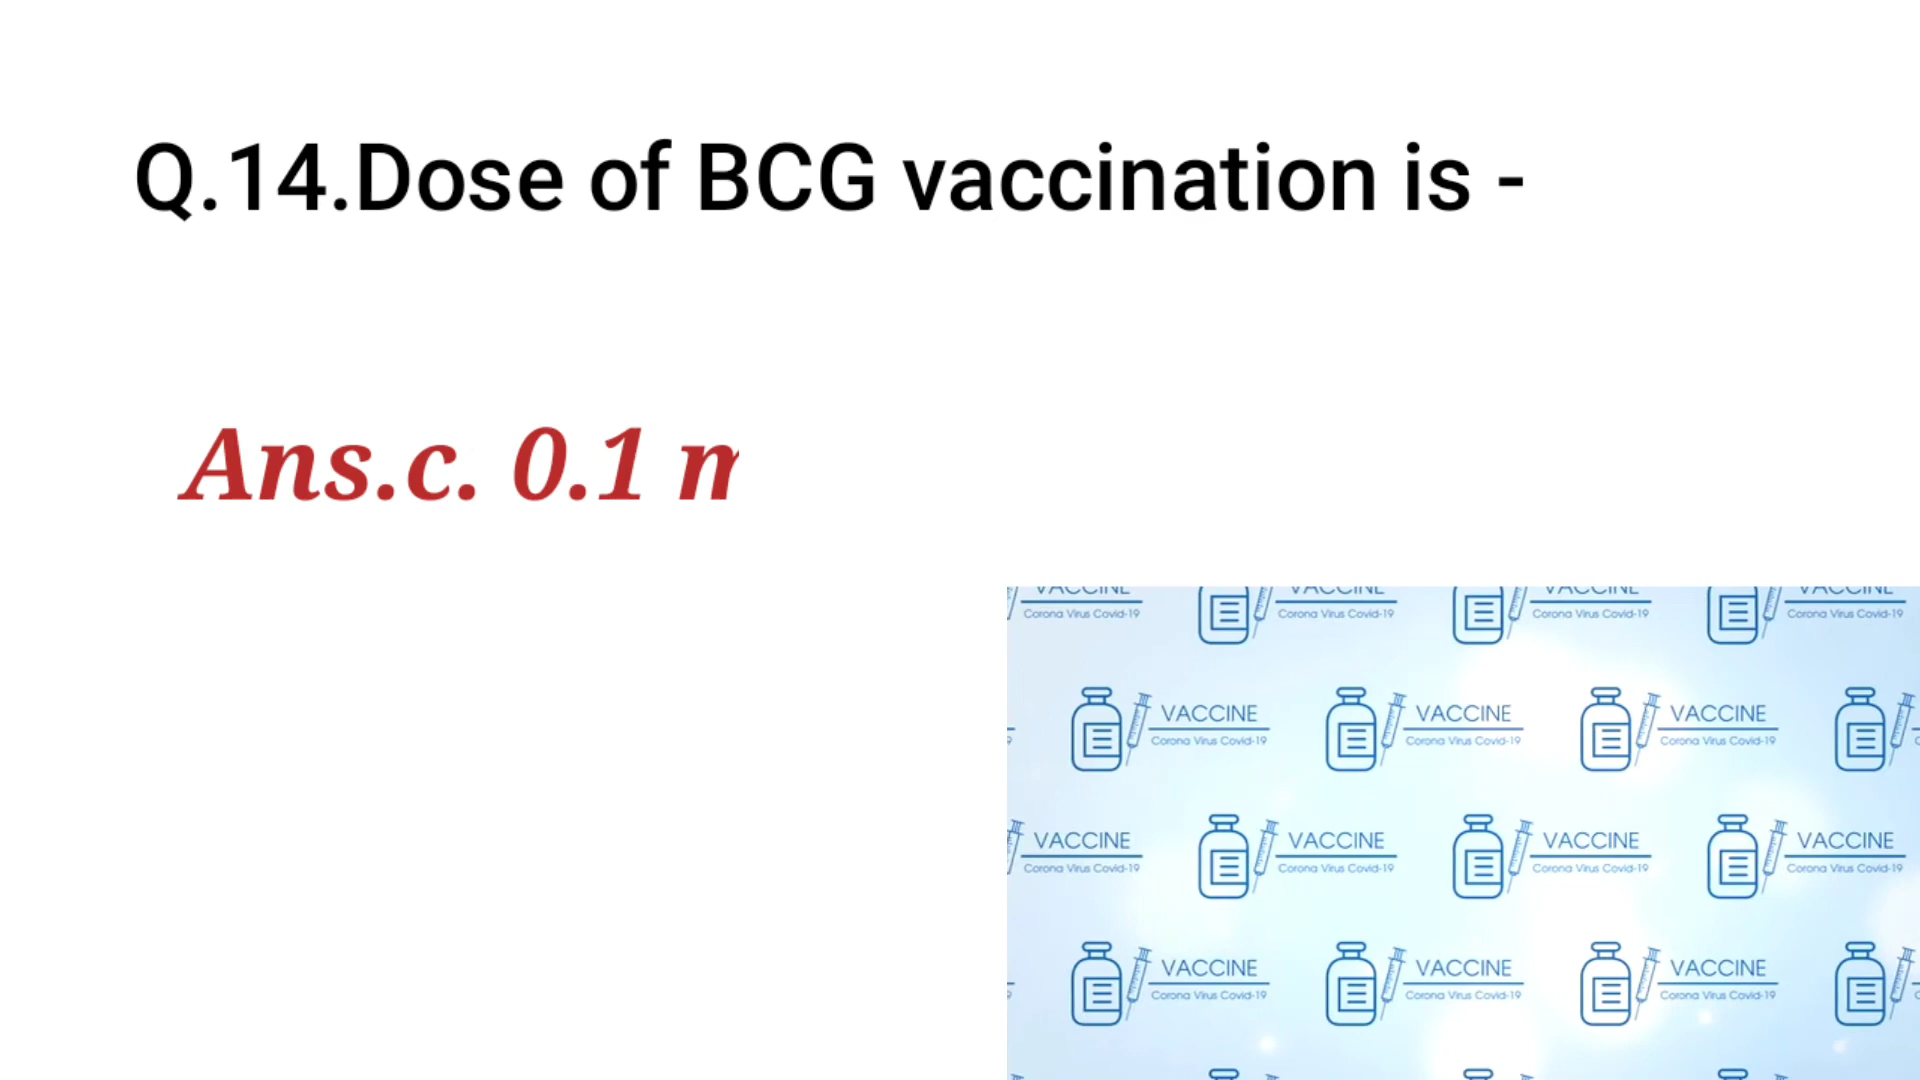 Q.14.Dose of BCG vaccination is -
Ans.c. 0.1
VACCINE VACCINE VACCINE VACCINE
Corona Virus Covid-19 Corona Virus Covid-19 Corona Virus Covid-19 Corona Virus Covid-19
VACCINE VACCINE VACCINE
Corona Virus Covid-19 Corona Virus Covid-19 Corona Virus Covid-19
VACCINE VACCINE VACCINE VACCINE
Corona Virus Covid-19 Corona Virus Covid-19 Corona Virus Covid-19 Corona Virus Covid-19
VACCINE VACCINE VACCINE
Corona Virus Covid-19 Corona Virus Covid-19 Corona Virus Covid-19